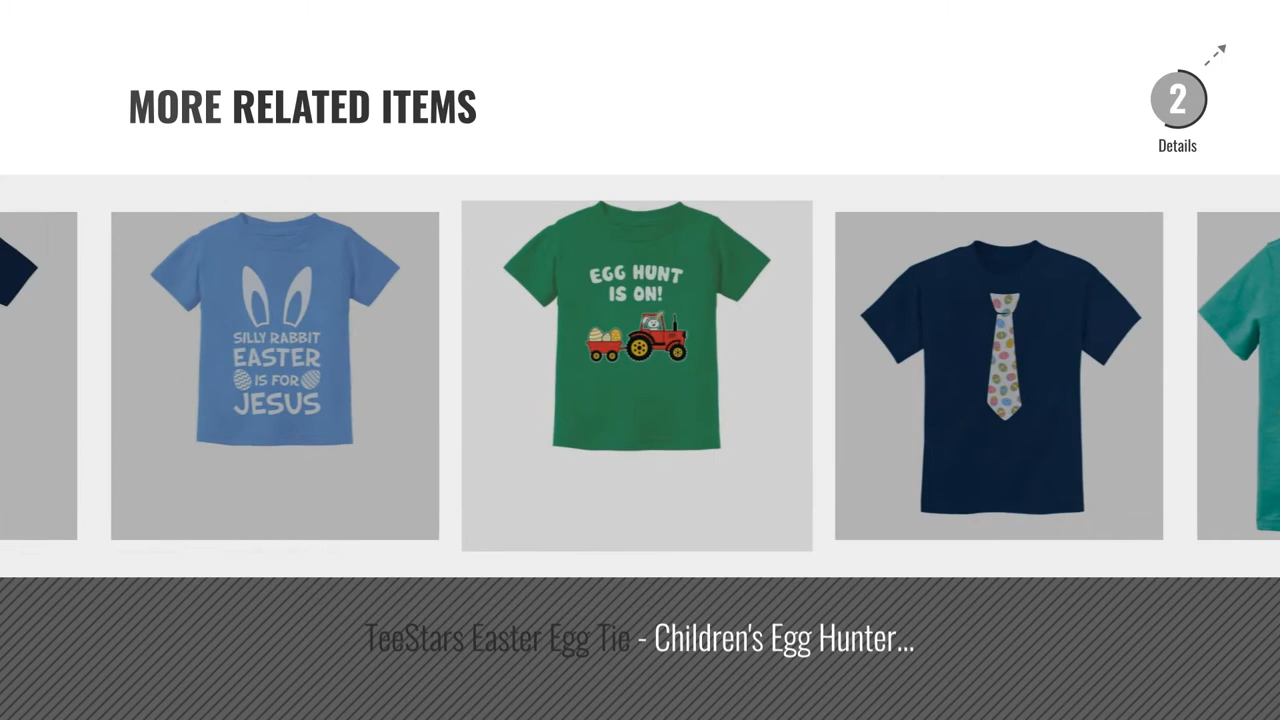 MORE RELATED ITEMS
2
Details
SILLY RABBIT
EASTER
IS FOR
JESUS
EGG HUNT
IS ON!
TeeStars Easter Egg Tie - Children's Egg Hunter...